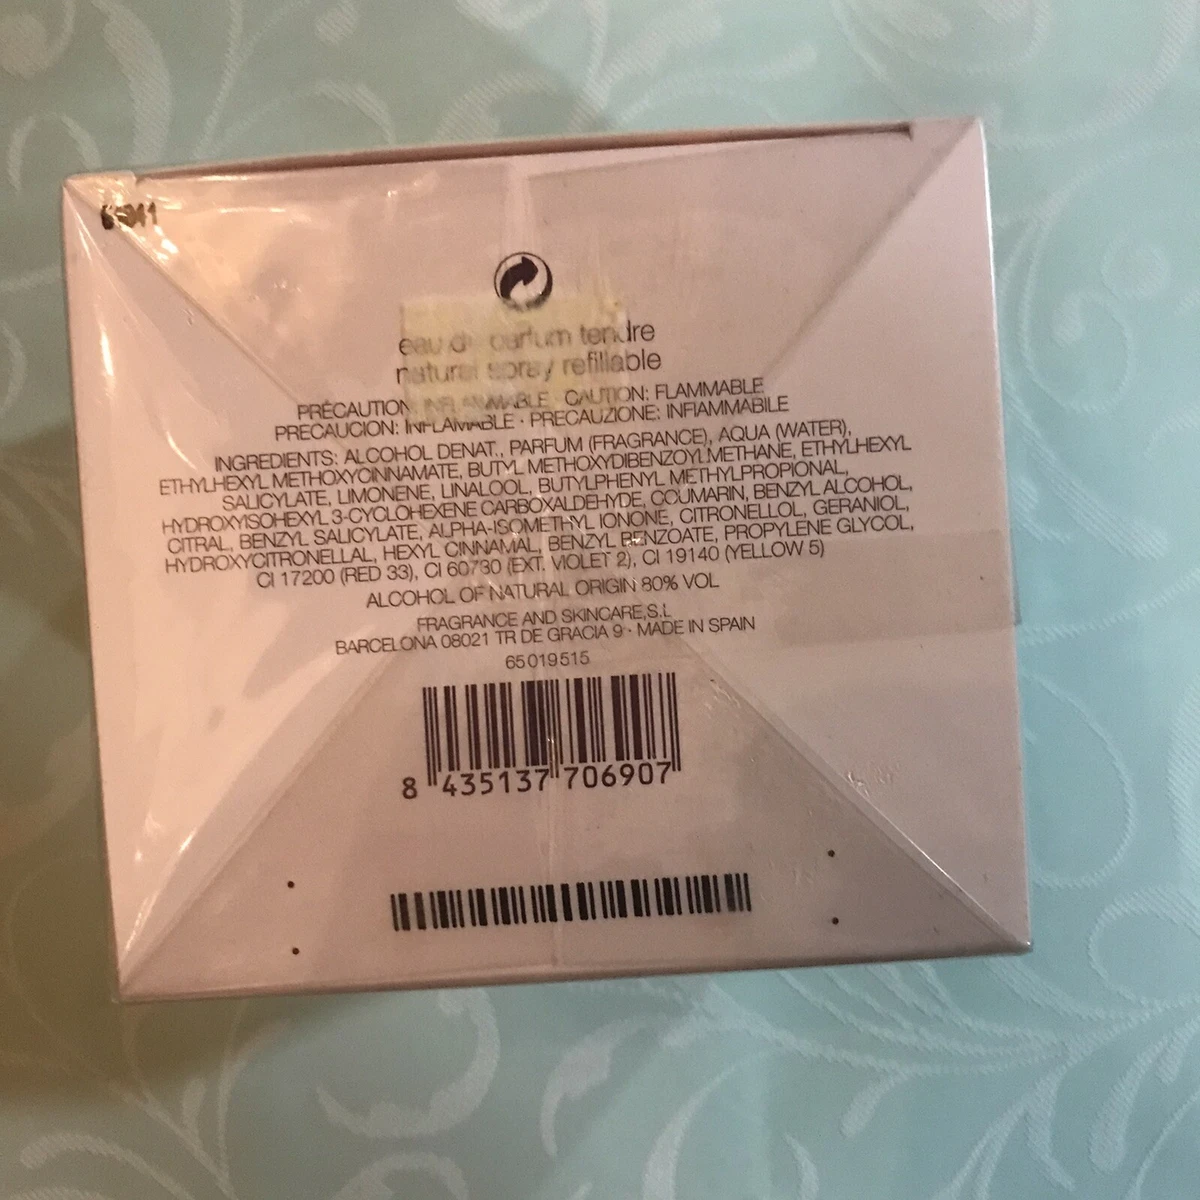 eau de parfum tendre
natural spray refillable
PRÉCAUTION: INFLAMMABLE CAUTION: FLAMMABLE
PRECAUCION: INFLAMABLE · PRECAUZIONE: INFIAMMABILE
INGREDIENTS: ALCOHOL DENAT., PARFUM (FRAGRANCE), AQUA (WATER),
ETHYLHEXYL METHOXYCINNAMATE, BUTYL METHOXYDIBENZOYLMETHANE, ETHYLHEXYL
SALICYLATE, LIMONENE, LINALOOL, BUTYLPHENYL METHYLPROPIONAL,
HYDROXYISOHEXYL 3-CYCLOHEXENE CARBOXALDEHYDE, COUMARIN, BENZYL ALCOHOL,
CITRAL, BENZYL SALICYLATE, ALPHA-ISOMETHYL IONONE, CITRONELLOL, GERANIOL,
HYDROXYCITRONELLAL, HEXYL CINNAMAL, BENZYL BENZOATE, PROPYLENE GLYCOL,
CI 17200 (RED 33), CI 60730 (EXT. VIOLET 2), CI 19140 (YELLOW 5)
ALCOHOL OF NATURAL ORIGIN 80% VOL
FRAGRANCE AND SKINCARE,S.L
BARCELONA 08021 TR DE GRACIA 9 · MADE IN SPAIN
65019515
8 435137 706907